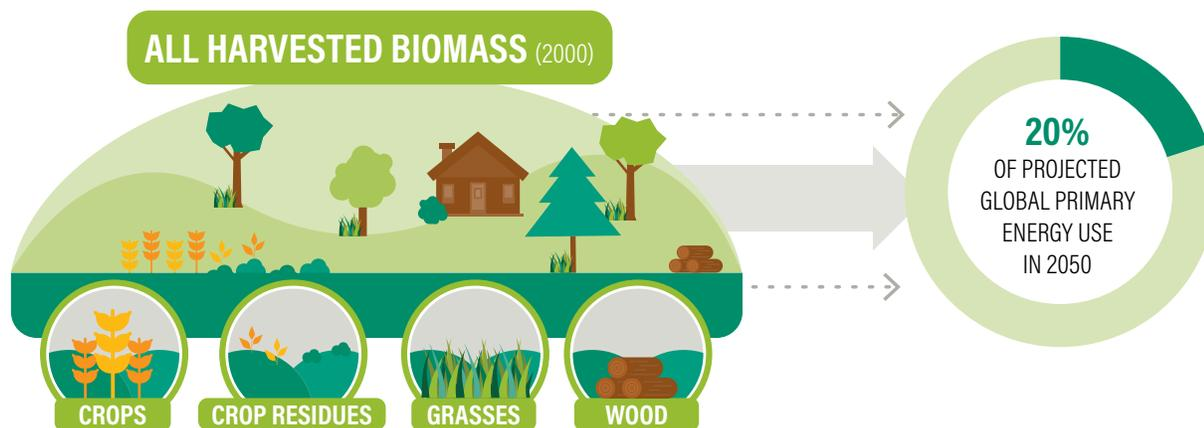 ALL HARVESTED BIOMASS (2000)
20%
OF PROJECTED
GLOBAL PRIMARY
ENERGY USE
IN 2050
CROPS
CROP RESIDUES
GRASSES
WOOD